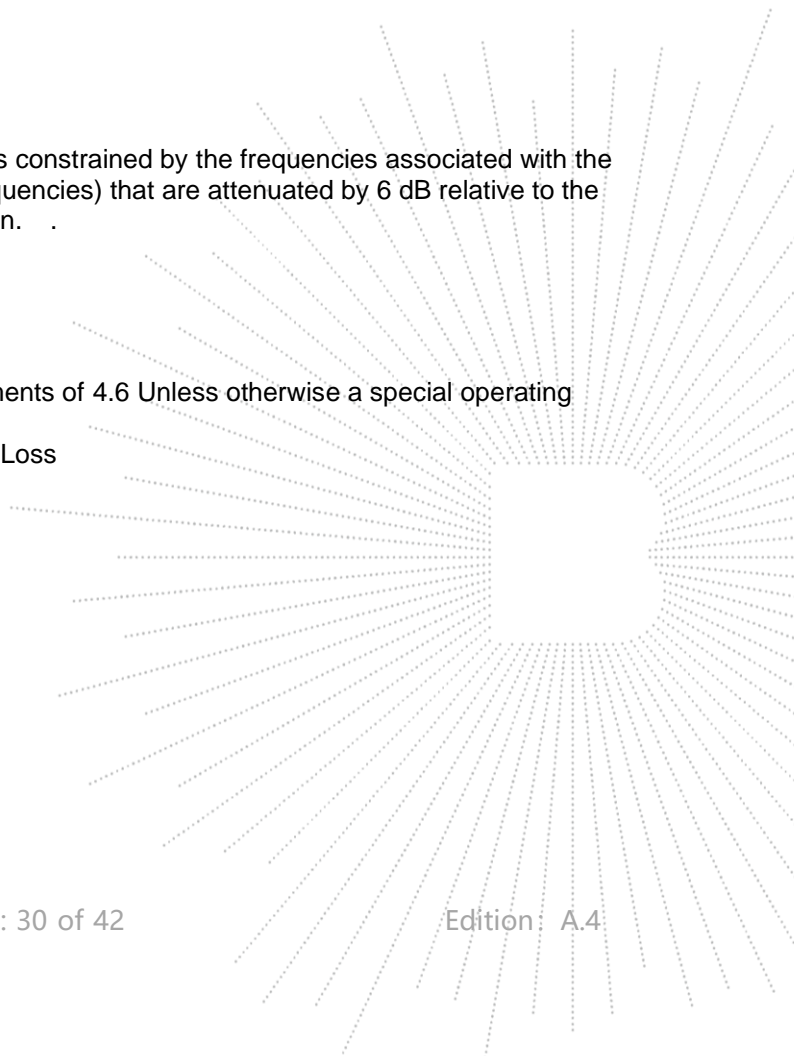 s constrained by the frequencies associated with the
quencies) that are attenuated by 6 dB relative to the
n. .
nents of 4.6 Unless otherwise a special operating
Loss
: 30 of 42 Edition: A.4